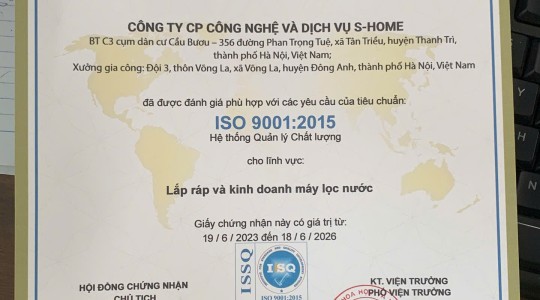 CÔNG TY CP CÔNG NGHỆ VÀ DỊCH VỤ S-HOME
BT C3 cụm dân cư Cầu Bươu – 356 đường Phan Trọng Tuệ, xã Tân Triều, huyện Thanh Trì,
thành phố Hà Nội, Việt Nam;
Xưởng gia công: Đội 3, thôn Võng La, xã Võng La, huyện Đông Anh, thành phố Hà Nội, Việt Nam
đã được đánh giá phù hợp với các yêu cầu của tiêu chuẩn:
ISO 9001:2015
Hệ thống Quản lý Chất lượng
cho lĩnh vực:
Lắp ráp và kinh doanh máy lọc nước
Giấy chứng nhận này có giá trị từ:
19 / 6 / 2023 đến 18 / 6 / 2026
HỘI ĐỒNG CHỨNG NHẬN
CHỦ TỊCH
ISSQ
ISQ
ISO 9001:2015
KT. VIỆN TRƯỞNG
PHÓ VIỆN TRƯỞNG